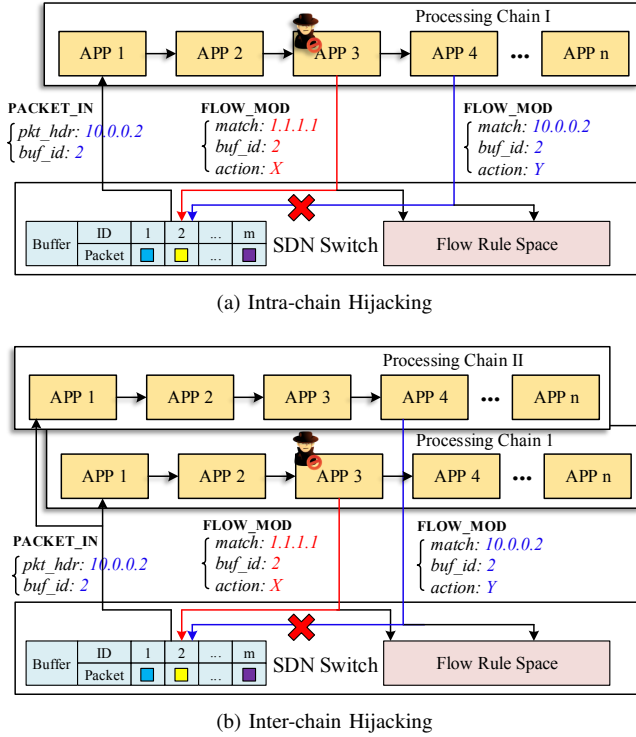 Processing Chain I
APP 1
APP 2
APP 3
APP 4
...
APP n
PACKET_IN
pkt_hdr: 10.0.0.2
buf_id: 2
FLOW_MOD
match: 1.1.1.1
buf_id: 2
action: X
FLOW_MOD
match: 10.0.0.2
buf_id: 2
action: Y
Buffer
ID 1 2 ... m
Packet ...
SDN Switch
Flow Rule Space
(a) Intra-chain Hijacking
Processing Chain II
APP 1
APP 2
APP 3
APP 4
...
APP n
Processing Chain 1
APP 1
APP 2
APP 3
APP 4
...
APP n
PACKET_IN
pkt_hdr: 10.0.0.2
buf_id: 2
FLOW_MOD
match: 1.1.1.1
buf_id: 2
action: X
FLOW_MOD
match: 10.0.0.2
buf_id: 2
action: Y
Buffer
ID 1 2 ... m
Packet ...
SDN Switch
Flow Rule Space
(b) Inter-chain Hijacking